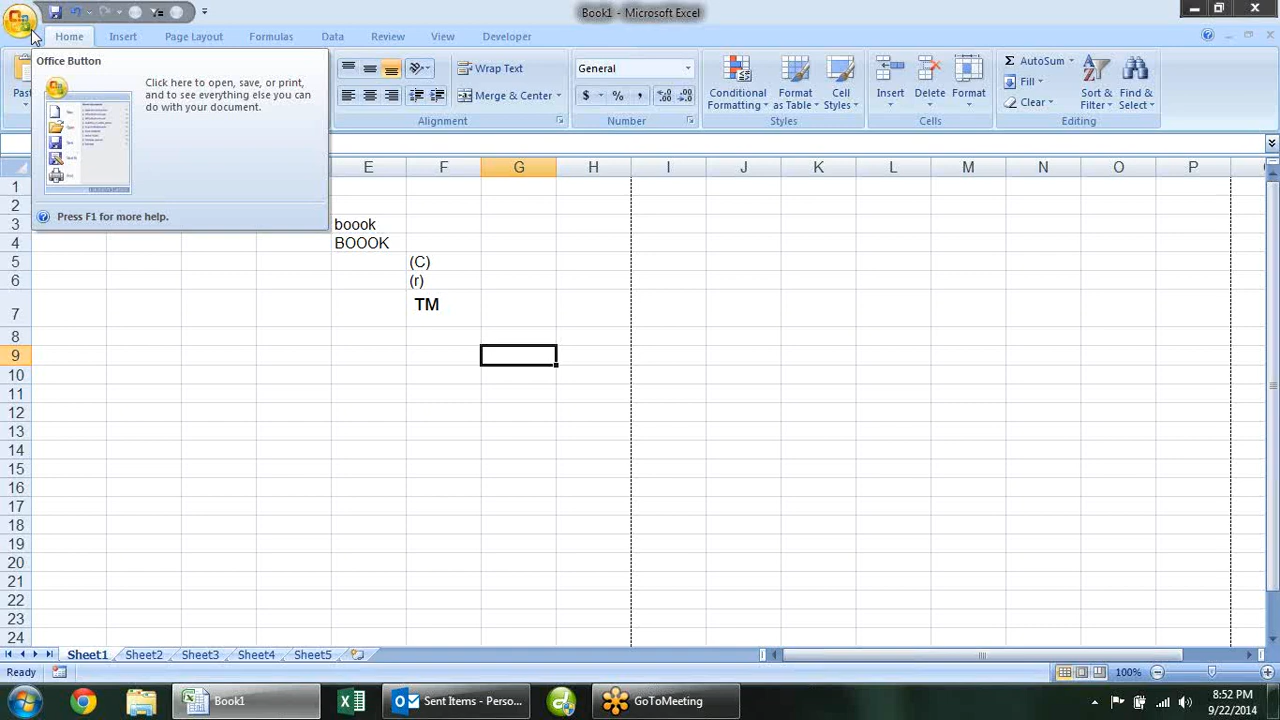 Book1 - Microsoft Excel
Home Insert Page Layout Formulas Data Review View Developer
Office Button
Click here to open, save, or print,
and to see everything else you can
do with your document.
Press F1 for more help.
Wrap Text
Merge & Center
Alignment
General
$ % ,
Number
Conditional Formatting
Format as Table
Cell Styles
Styles
Insert Delete Format
Cells
Σ AutoSum
Fill
Clear
Sort & Filter
Find & Select
Editing
E F G H I J K L M N O P
1
2
3 boook
4 BOOOK
5 (C)
6 (r)
7 TM
8
9
10
11
12
13
14
15
16
17
18
19
20
21
22
23
24
Sheet1 Sheet2 Sheet3 Sheet4 Sheet5
Ready 100%
Book1 Sent Items - Perso... GoToMeeting
8:52 PM
9/22/2014